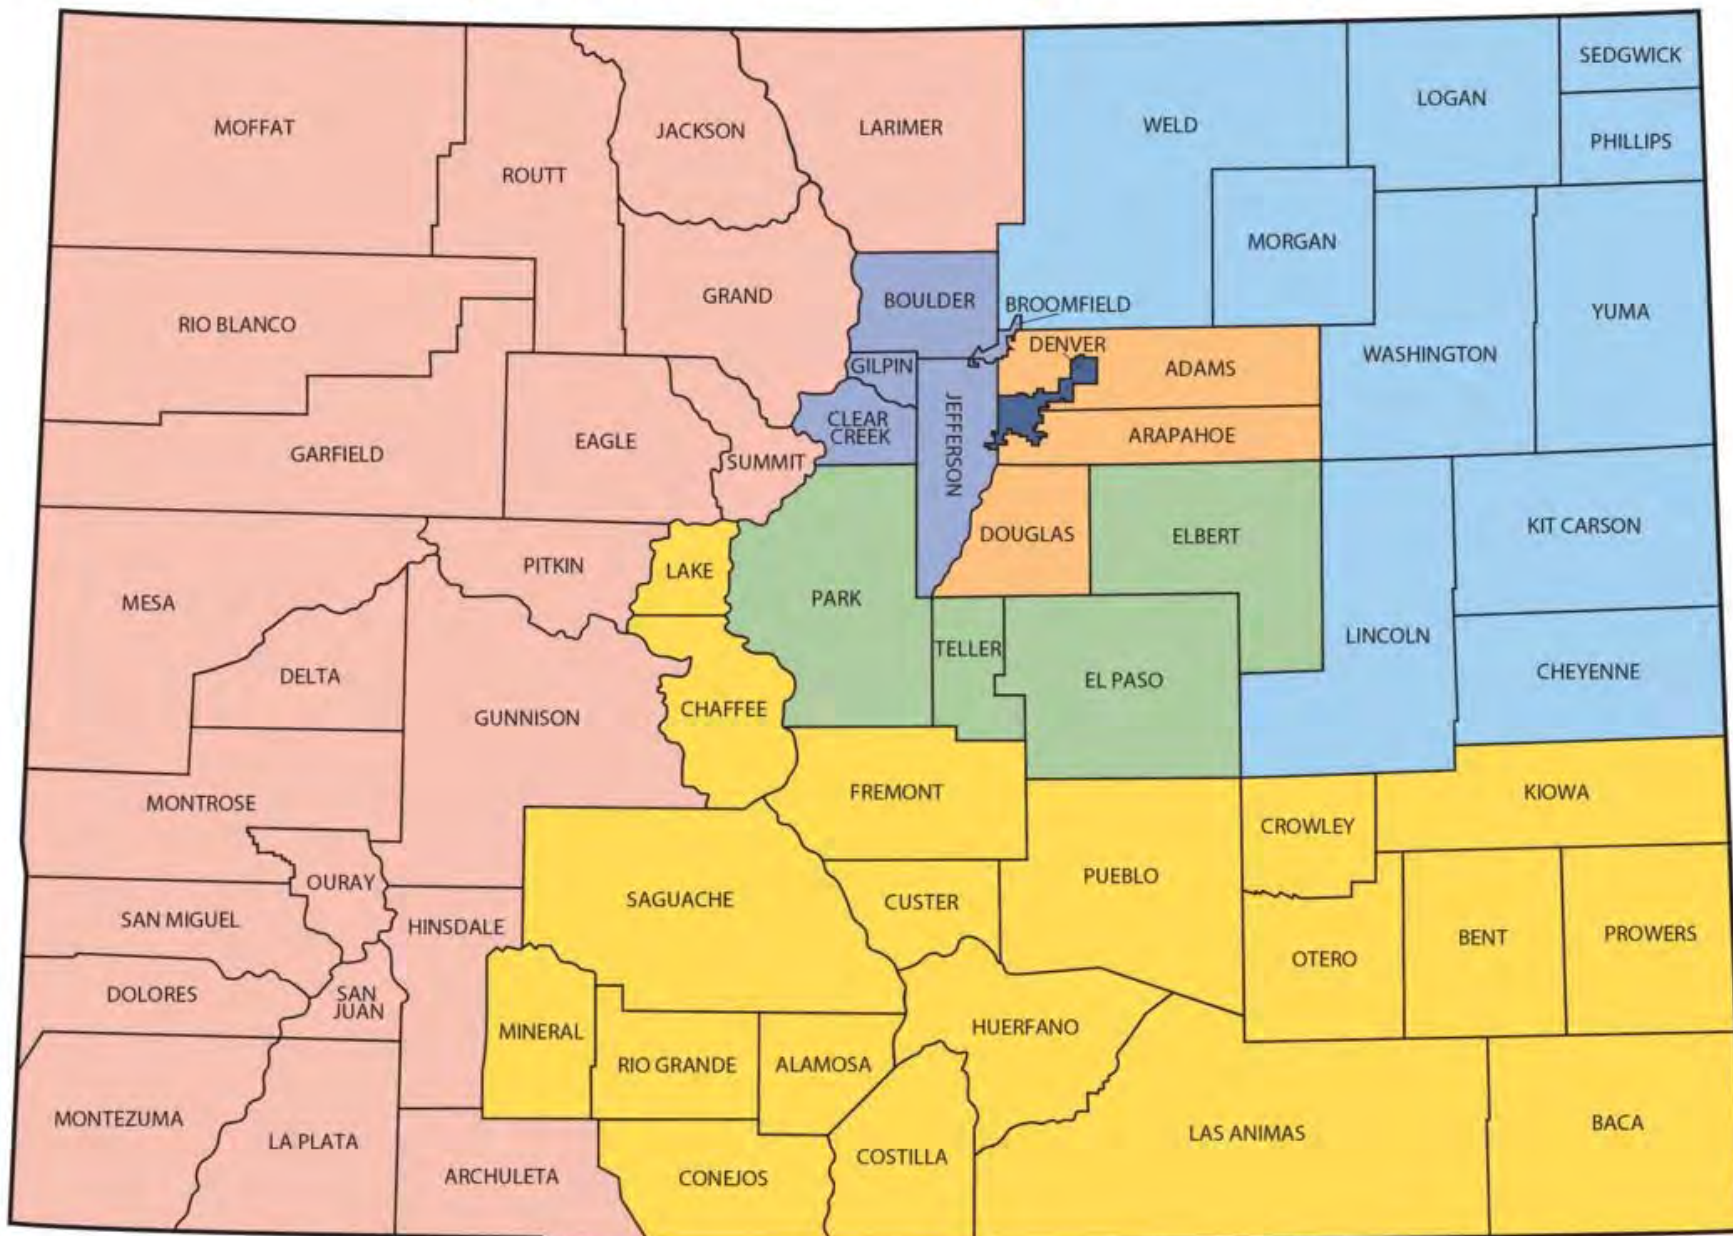 SEDGWICK
LOGAN
MOFFAT
JACKSON
LARIMER
WELD
PHILLIPS
ROUTT
MORGAN
GRAND
BOULDER
BROOMFIELD
YUMA
RIO BLANCO
DENVER
WASHINGTON
GILPIN
ADAMS
CLEAR
CREEK
JEFFERSON
ARAPAHOE
EAGLE
GARFIELD
SUMMIT
KIT CARSON
DOUGLAS
ELBERT
PITKIN
LAKE
MESA
PARK
LINCOLN
TELLER
CHEYENNE
DELTA
EL PASO
GUNNISON
CHAFFEE
MONTROSE
FREMONT
KIOWA
CROWLEY
OURAY
PUEBLO
SAGUACHE
CUSTER
SAN MIGUEL
HINSDALE
PROWERS
BENT
OTERO
DOLORES
SAN
JUAN
MINERAL
HUERFANO
RIO GRANDE
ALAMOSA
MONTEZUMA
LA PLATA
BACA
LAS ANIMAS
COSTILLA
ARCHULETA
CONEJOS